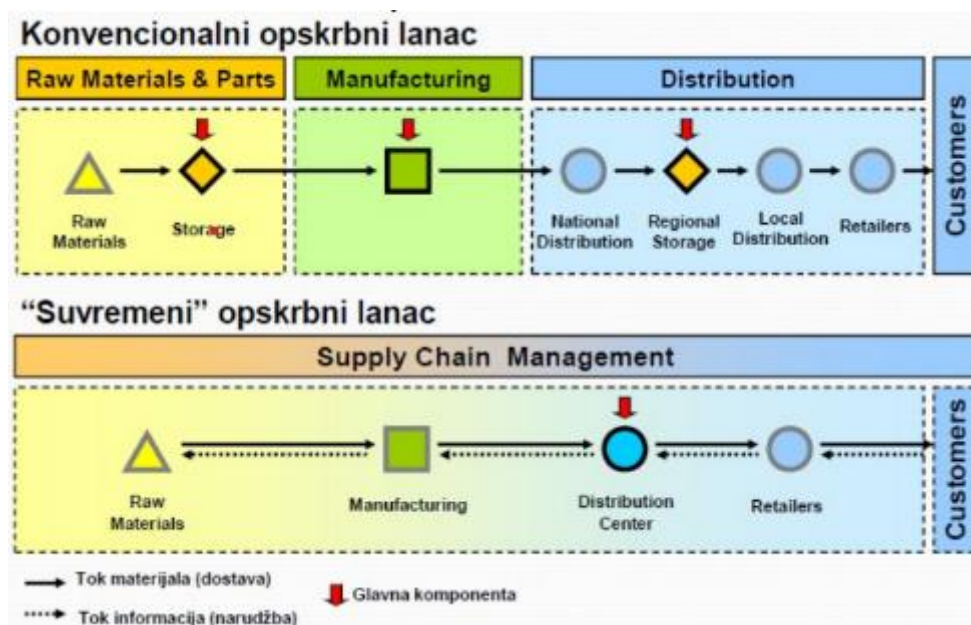 Konvencionalni opskrbni lanac
Raw Materials & Parts
Manufacturing
Distribution
Customers
Raw
Materials
Storage
National
Distribution
Regional
Storage
Local
Distribution
Retailers
“Suvremeni” opskrbni lanac
Supply Chain Management
Customers
Raw
Materials
Manufacturing
Distribution
Center
Retailers
Tok materijala (dostava)
Glavna komponenta
Tok informacija (narudžba)